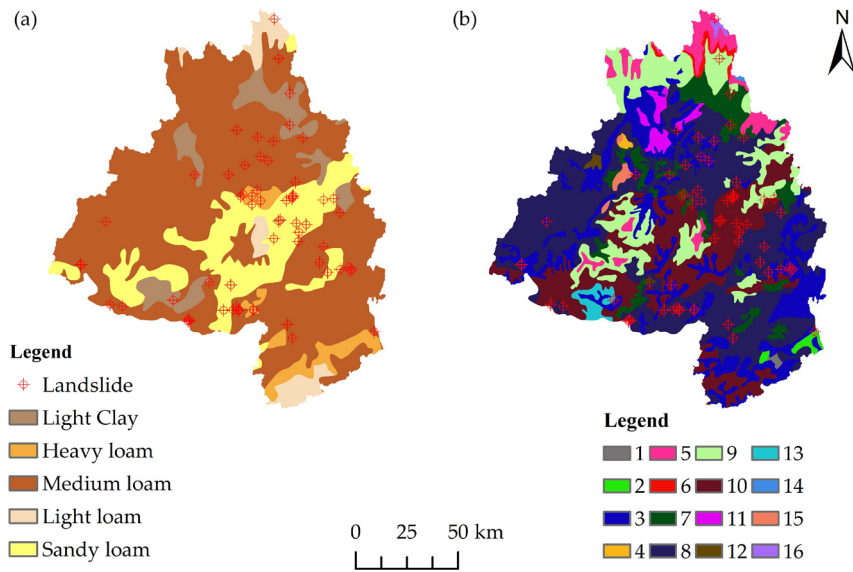 (a)
(b)
N
Legend
Landslide
Light Clay
Heavy loam
Medium loam
Light loam
Sandy loam
0 25 50 km
Legend
1 5 9 13
2 6 10 14
3 7 11 15
4 8 12 16